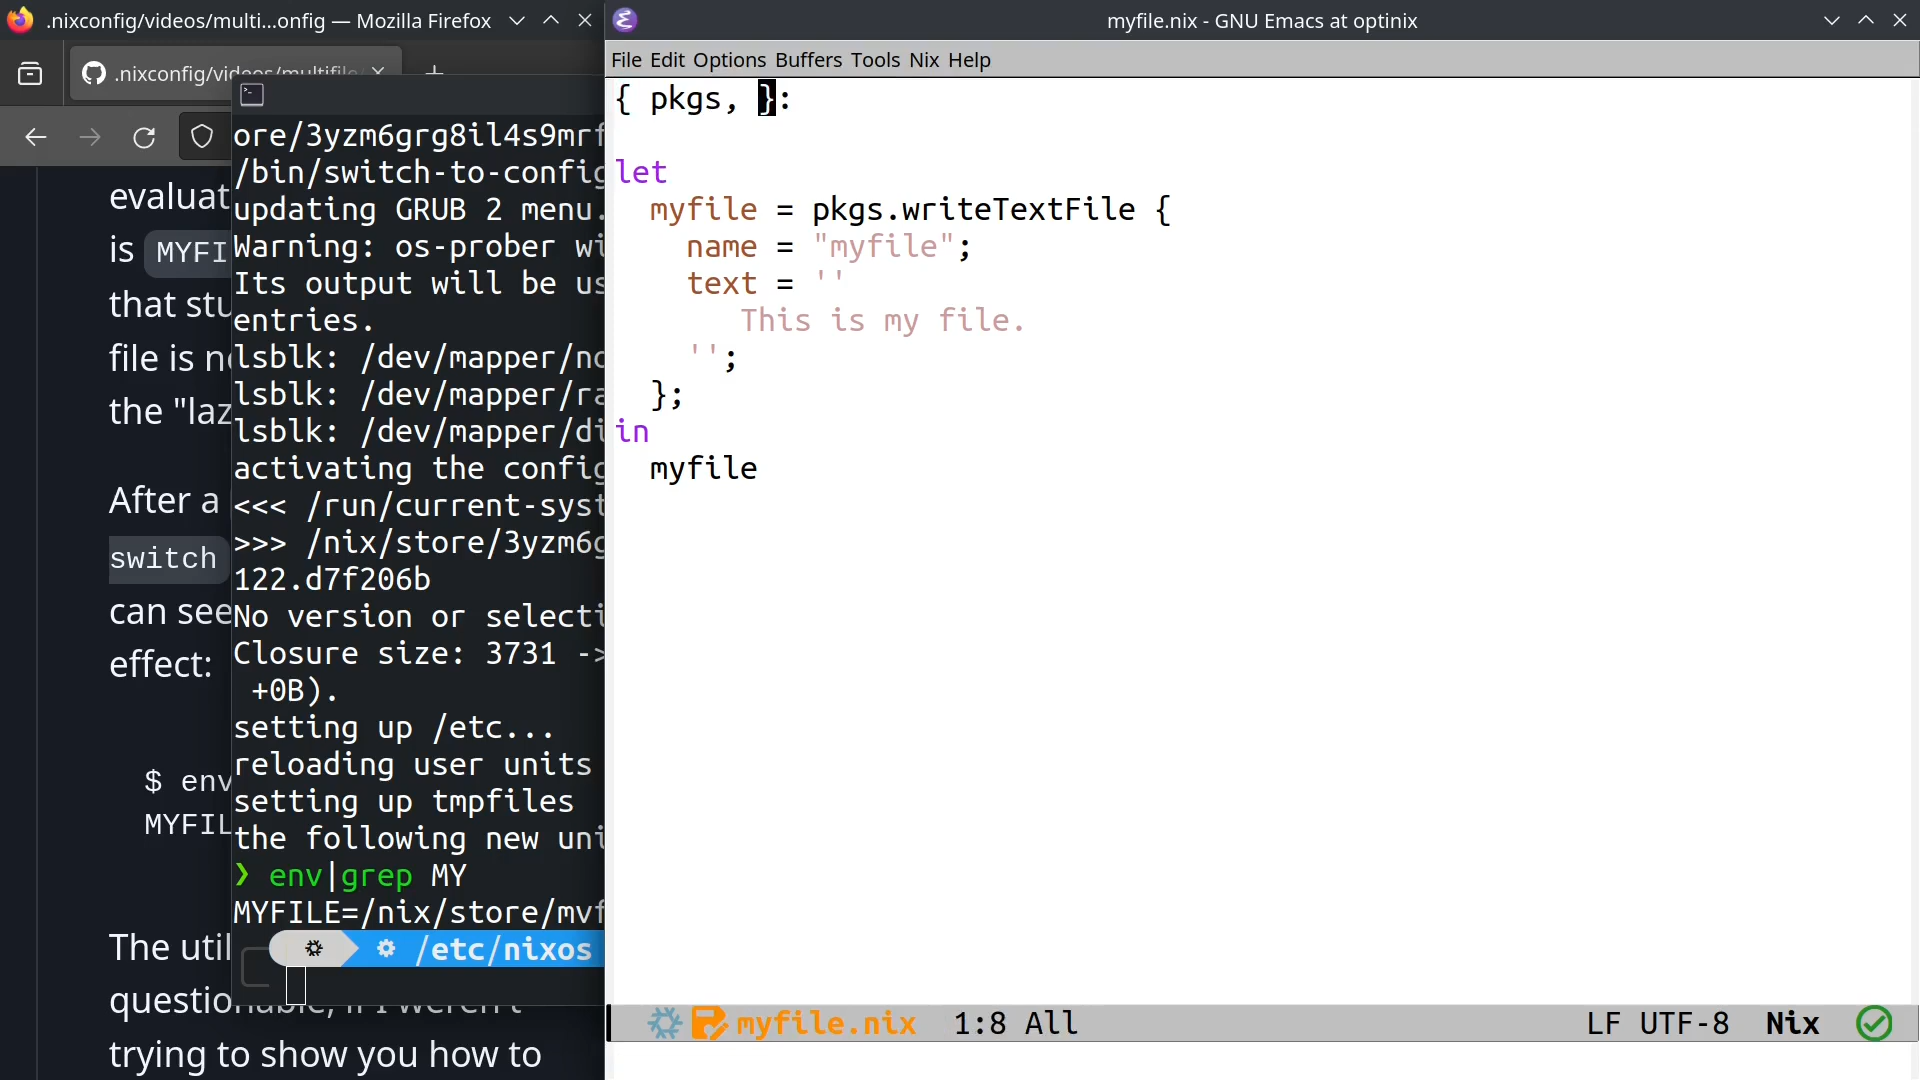 .nixconfig/videos/multi...onfig — Mozilla Firefox
.nixconfig/videos/multifile
evaluat
is MYFI
that stu
file is n
the "laz
After a
switch
can see
effect:
$ env
MYFIL
The util
questionable, if I weren't
trying to show you how to
ore/3yzm6grg8il4s9mrf
/bin/switch-to-config
updating GRUB 2 menu.
Warning: os-prober wi
Its output will be us
entries.
lsblk: /dev/mapper/no
lsblk: /dev/mapper/ra
lsblk: /dev/mapper/di
activating the config
<<< /run/current-syst
>>> /nix/store/3yzm6g
122.d7f206b
No version or selecti
Closure size: 3731 ->
+0B).
setting up /etc...
reloading user units
setting up tmpfiles
the following new uni
❯ env|grep MY
MYFILE=/nix/store/mvf
/etc/nixos
myfile.nix - GNU Emacs at optinix
File Edit Options Buffers Tools Nix Help
{ pkgs, }:
let
myfile = pkgs.writeTextFile {
name = "myfile";
text = ''
This is my file.
'';
};
in
myfile
myfile.nix 1:8 All LF UTF-8 Nix